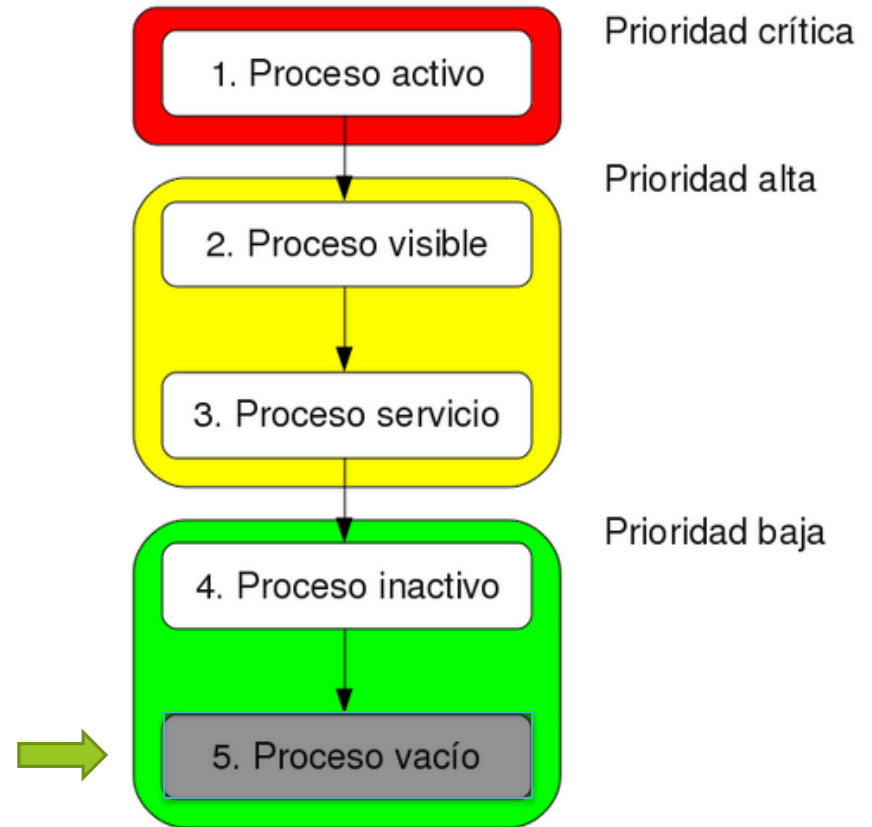 Prioridad crítica
1. Proceso activo
Prioridad alta
2. Proceso visible
3. Proceso servicio
Prioridad baja
4. Proceso inactivo
5. Proceso vacío